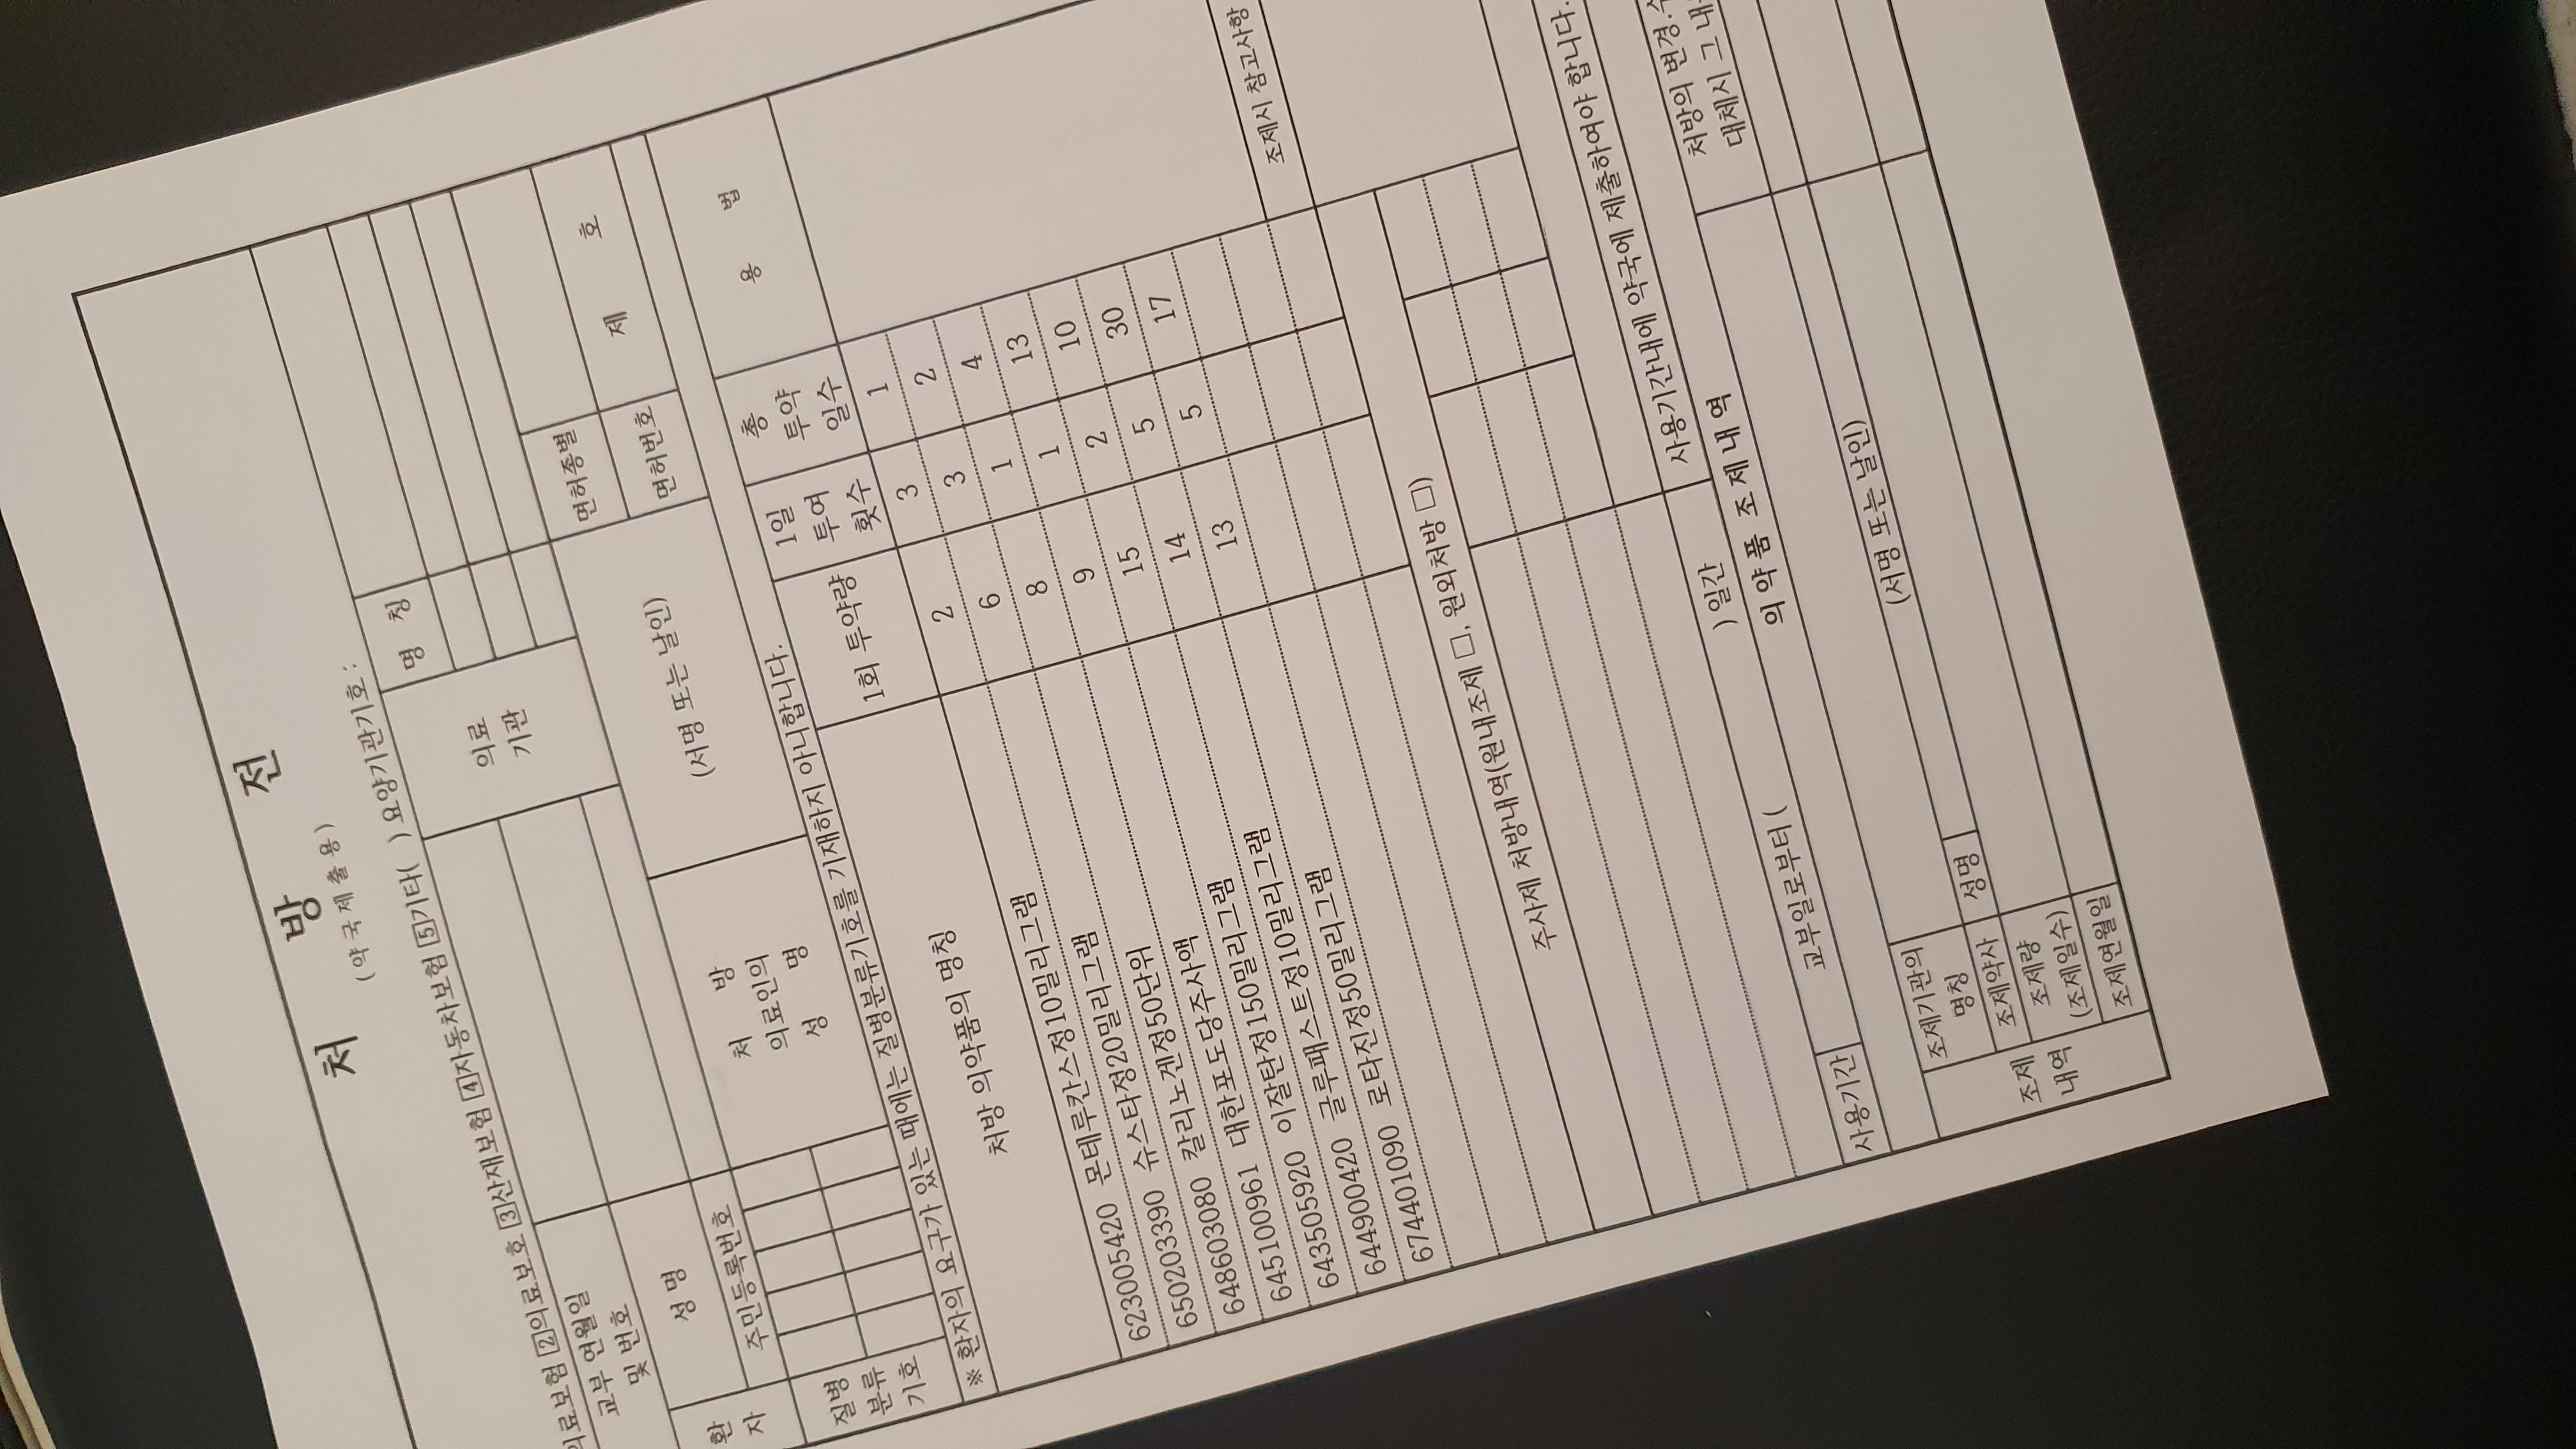 처 방 전
(약국제출용)
의료보험 2의료보호 3산재보험 4자동차보험 5기타( ) 요양기관기호 :
교부 연월일
및 번호
의료
기관
명 칭
환
자
성 명
주민등록번호
처 방
의료인의
성 명
(서명 또는 날인)
면허종별
면허번호
제 호
질병
분류
기호
※ 환자의 요구가 있는 때에는 질병분류기호를 기재하지 아니합니다.
처방 의약품의 명칭
1회 투약량
1일
투여
횟수
총
투약
일수
용 법
623005420 몬테루칸스정10밀리그램 2 3 1
650203390 슈스타정20밀리그램 6 3 2
648603080 칼리노겐정50단위 8 1 4
645100961 대한포도당주사액 9 1 13
643505920 이잘탄정150밀리그램 15 2 10
644900420 글루패스트정10밀리그램 14 5 30
674401090 로타진정50밀리그램 13 5 17
조제시 참고사항
주사제 처방내역(원내조제 □, 원외처방 □)
사용기간
교부일로부터 ( ) 일간
사용기간내에 약국에 제출하여야 합니다.
의약품 조제내역
처방의 변경.수
대체시 그 내
조제
내역
조제기관의
명칭
조제약사
성명
(서명 또는 날인)
조제량
(조제일수)
조제연월일